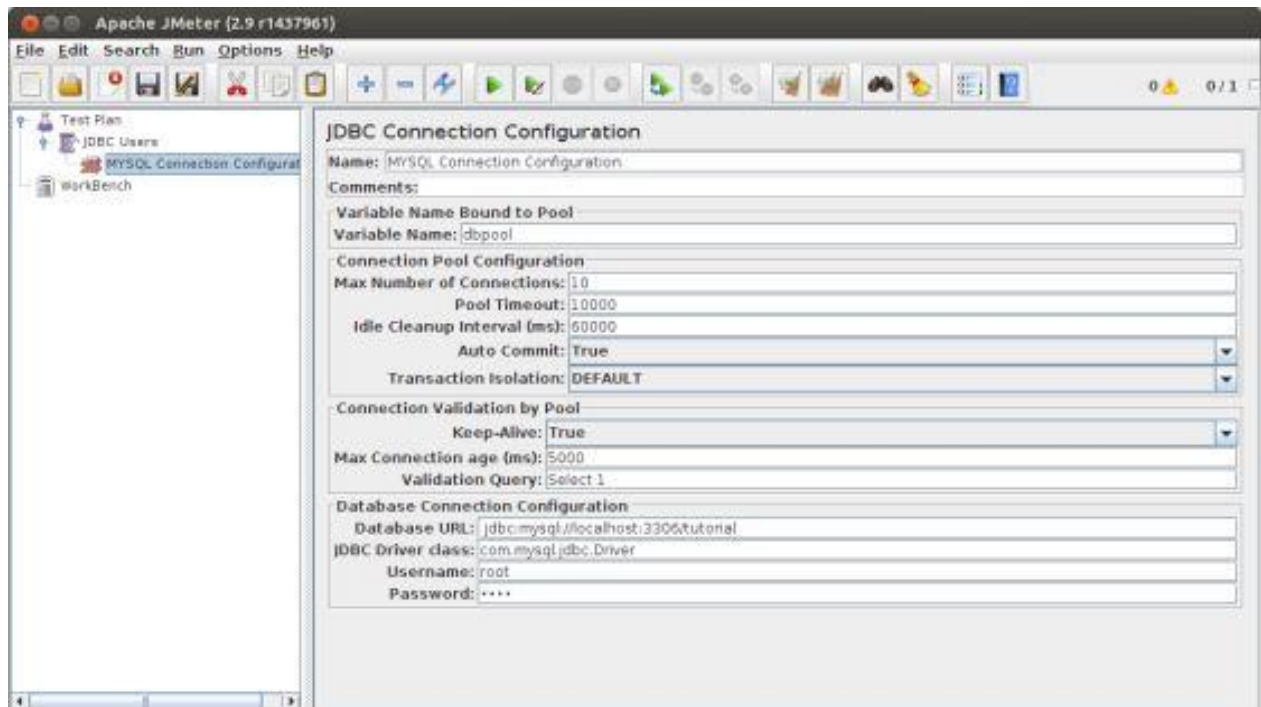 Apache JMeter (2.9 r1437961)
File Edit Search Run Options Help
0 0/1
Test Plan
JDBC Users
MYSQL Connection Configurat
WorkBench
JDBC Connection Configuration
Name: MYSQL Connection Configuration
Comments:
Variable Name Bound to Pool
Variable Name: dbpool
Connection Pool Configuration
Max Number of Connections: 10
Pool Timeout: 10000
Idle Cleanup Interval (ms): 60000
Auto Commit: True
Transaction Isolation: DEFAULT
Connection Validation by Pool
Keep-Alive: True
Max Connection age (ms): 5000
Validation Query: Select 1
Database Connection Configuration
Database URL: jdbc:mysql://localhost:3306/tutorial
JDBC Driver class: com.mysql.jdbc.Driver
Username: root
Password: ••••